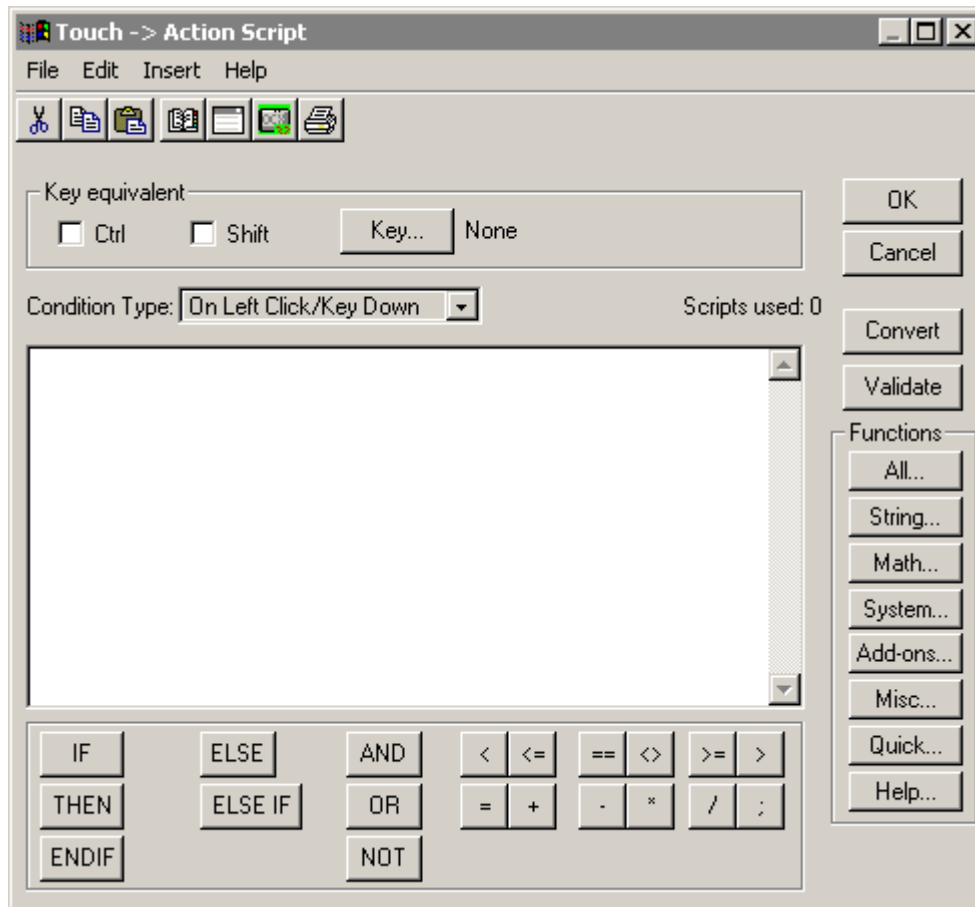 Touch -> Action Script
File Edit Insert Help
Key equivalent
Ctrl Shift Key... None
OK
Cancel
Condition Type: On Left Click/Key Down Scripts used: 0
Convert
Validate
Functions
All...
String...
Math...
System...
Add-ons...
Misc...
Quick...
Help...
IF ELSE AND < <= == <> >= >
THEN ELSE IF OR = + - * / ;
ENDIF NOT